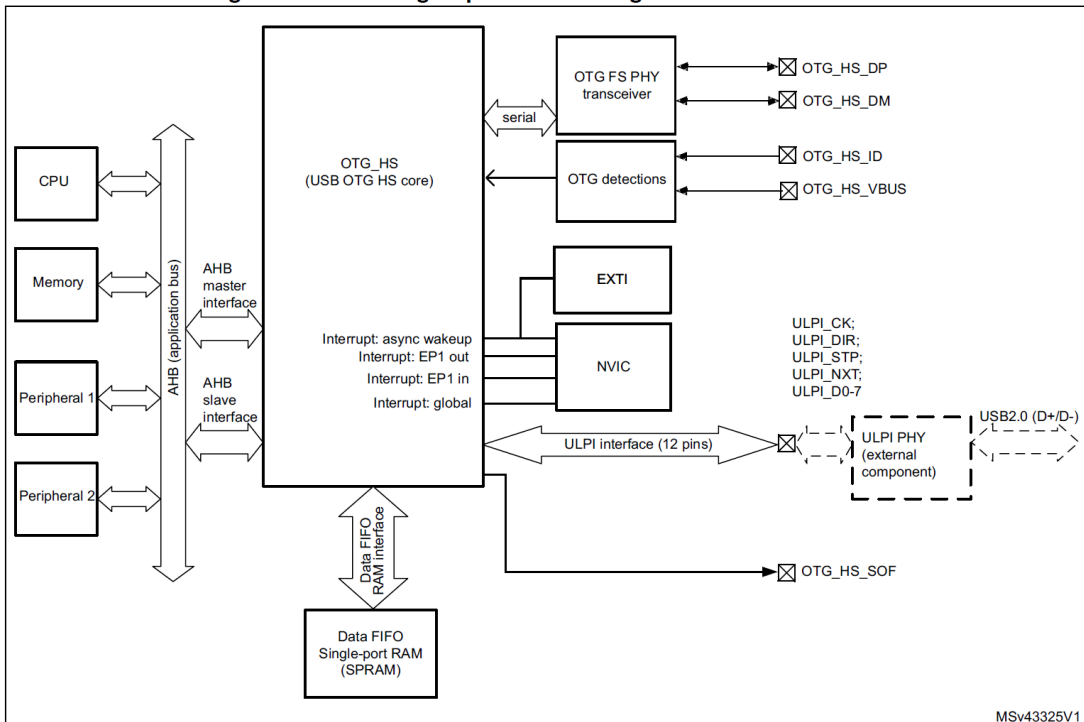 OTG_HS
(USB OTG HS core)
OTG FS PHY
transceiver
serial
OTG_HS_DP
OTG_HS_DM
OTG detections
OTG_HS_ID
OTG_HS_VBUS
CPU
Memory
Peripheral 1
Peripheral 2
AHB (application bus)
AHB
master
interface
AHB
slave
interface
EXTI
NVIC
Interrupt: async wakeup
Interrupt: EP1 out
Interrupt: EP1 in
Interrupt: global
ULPI_CK;
ULPI_DIR;
ULPI_STP;
ULPI_NXT;
ULPI_D0-7
ULPI interface (12 pins)
ULPI PHY
(external
component)
USB2.0 (D+/D-)
OTG_HS_SOF
Data FIFO
RAM interface
Data FIFO
Single-port RAM
(SPRAM)
MSv43325V1